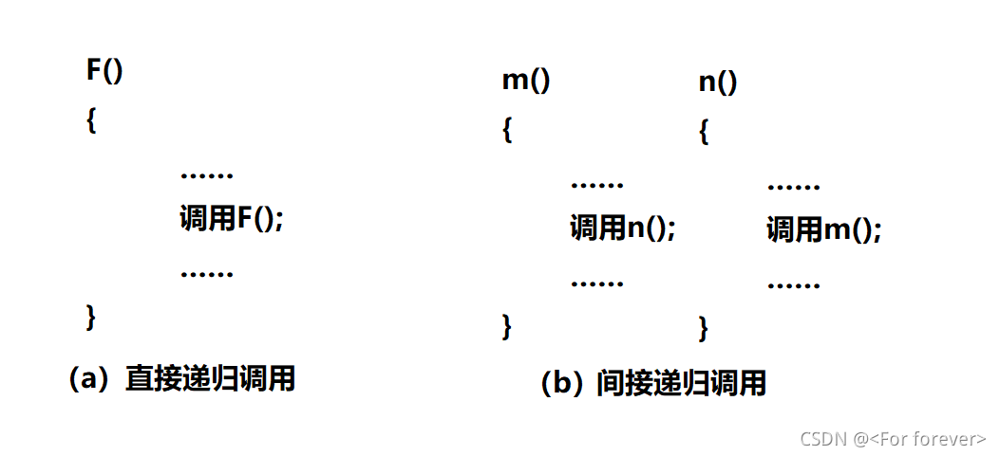 F()
{
……
调用F();
……
}
(a) 直接递归调用
m()
{
……
调用n();
……
}
n()
{
……
调用m();
……
}
(b) 间接递归调用
CSDN @<For forever>